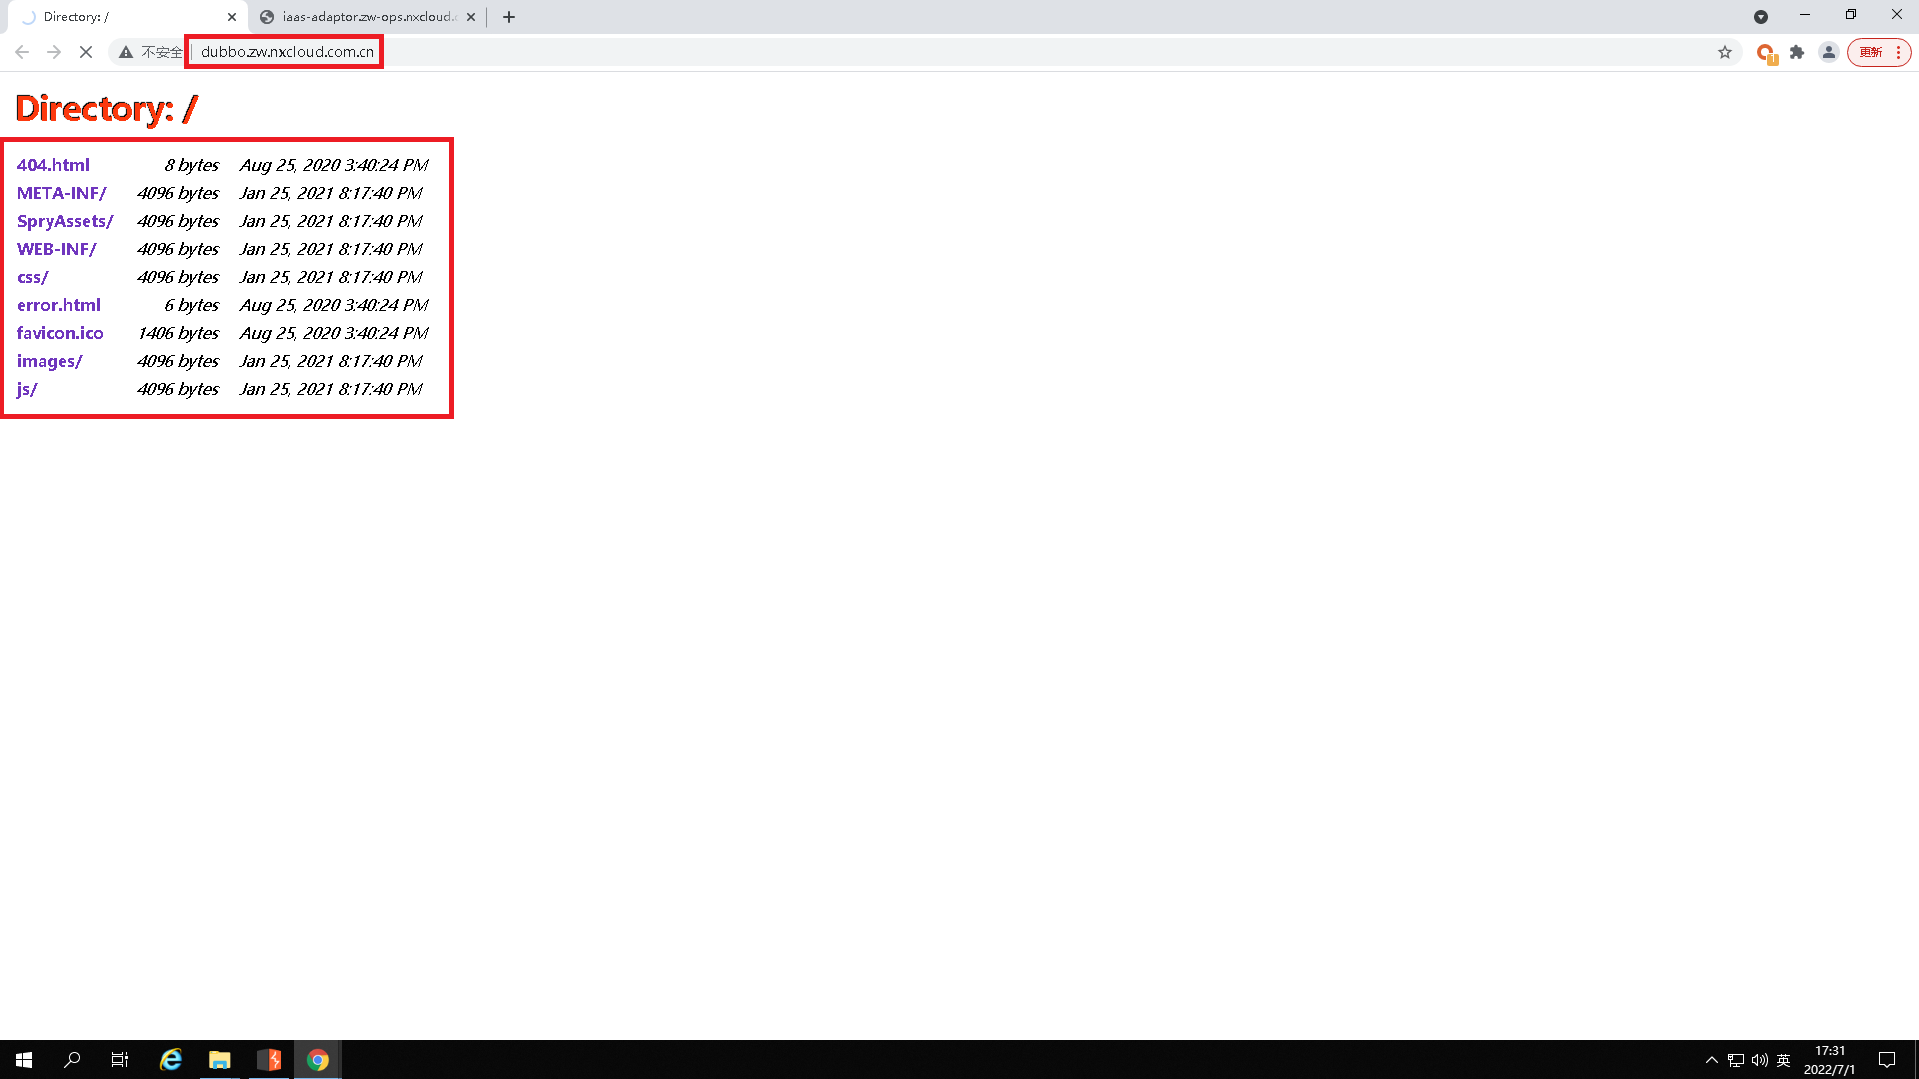 Directory: /
iaas-adaptor.zw-ops.nxcloud.c
不安全 dubbo.zw.nxcloud.com.cn
1
更新
Directory: /
404.html 8 bytes Aug 25, 2020 3:40:24 PM
META-INF/ 4096 bytes Jan 25, 2021 8:17:40 PM
SpryAssets/ 4096 bytes Jan 25, 2021 8:17:40 PM
WEB-INF/ 4096 bytes Jan 25, 2021 8:17:40 PM
css/ 4096 bytes Jan 25, 2021 8:17:40 PM
error.html 6 bytes Aug 25, 2020 3:40:24 PM
favicon.ico 1406 bytes Aug 25, 2020 3:40:24 PM
images/ 4096 bytes Jan 25, 2021 8:17:40 PM
js/ 4096 bytes Jan 25, 2021 8:17:40 PM
英
17:31
2022/7/1